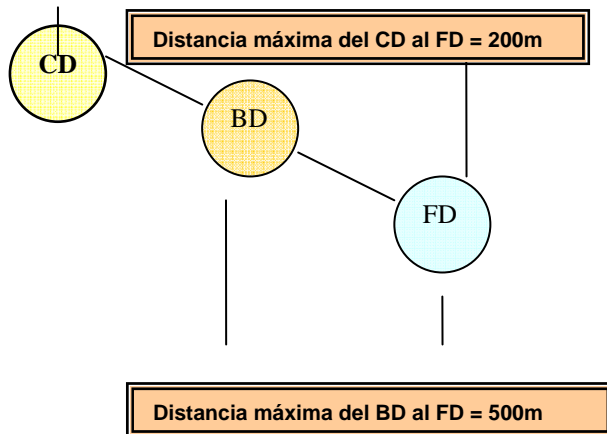 Distancia máxima del CD al FD = 200m
CD
BD
FD
Distancia máxima del BD al FD = 500m